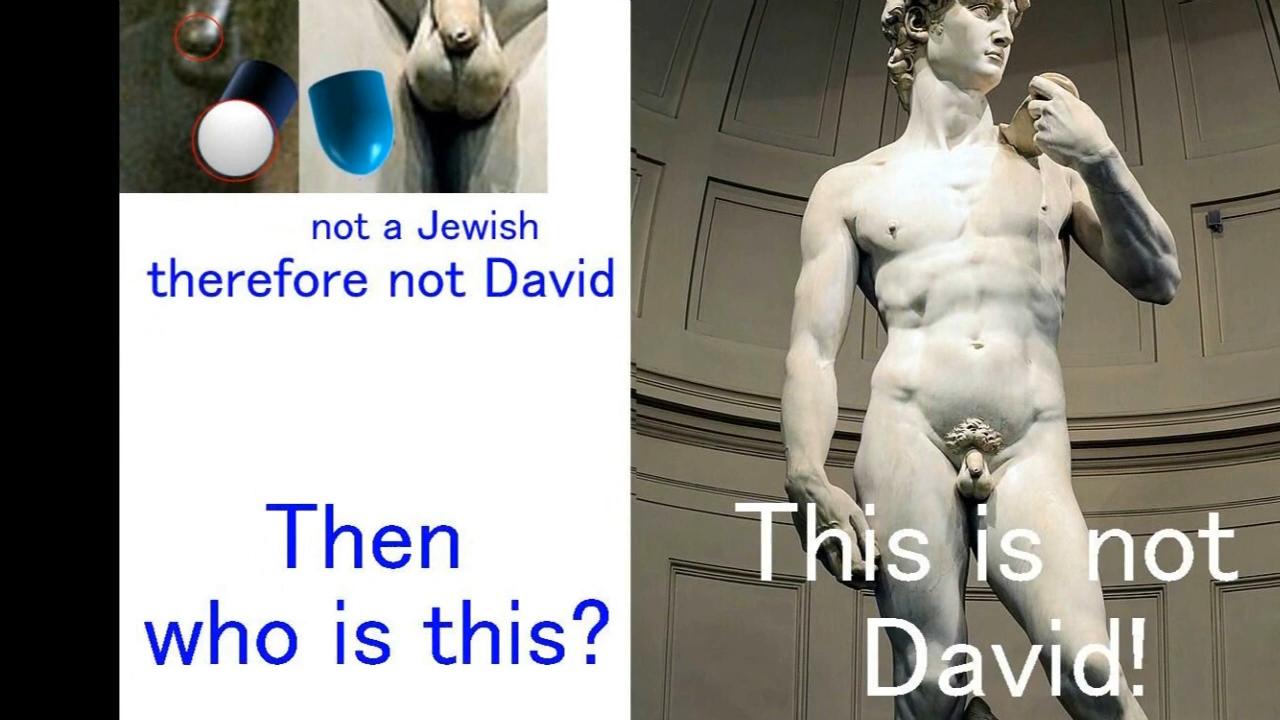 not a Jewish
therefore not David
Then
who is this?
This is not
David!